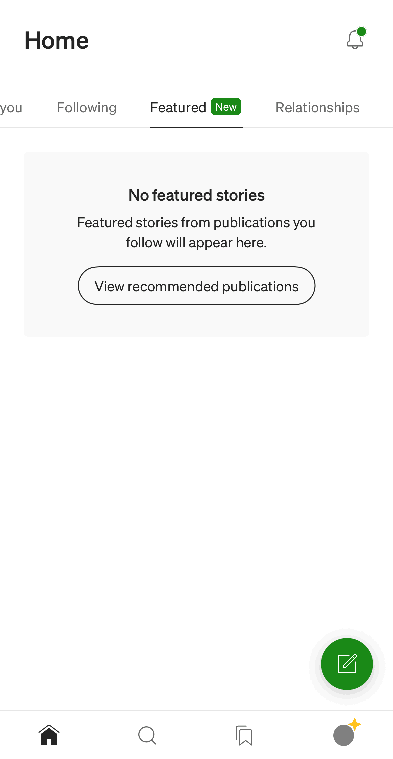 Home
you Following Featured New Relationships
No featured stories
Featured stories from publications you
follow will appear here.
View recommended publications